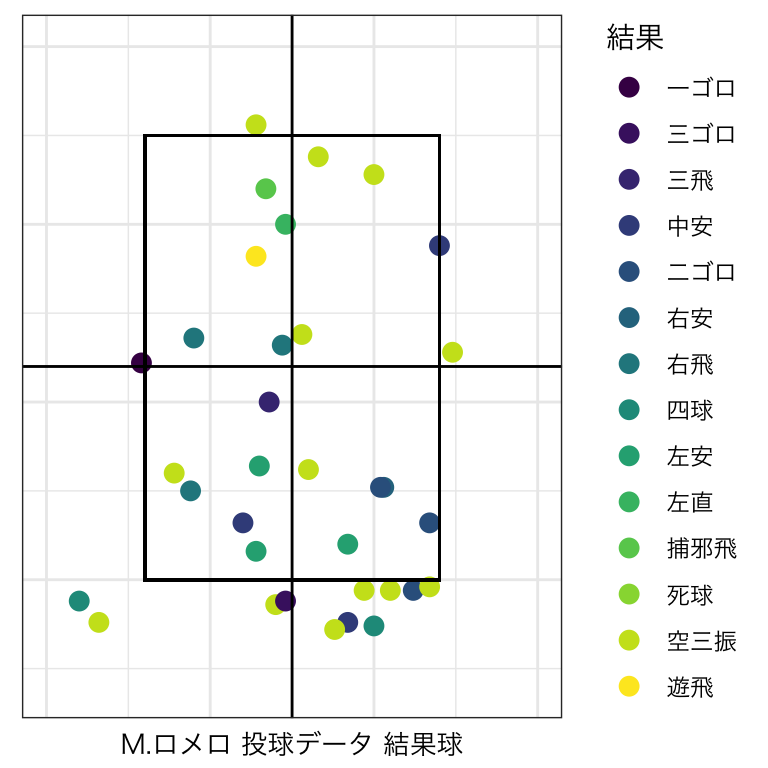 結果
一ゴロ
三ゴロ
三飛
中安
二ゴロ
右安
右飛
四球
左安
左直
捕邪飛
死球
空三振
遊飛
M.ロメロ 投球データ 結果球